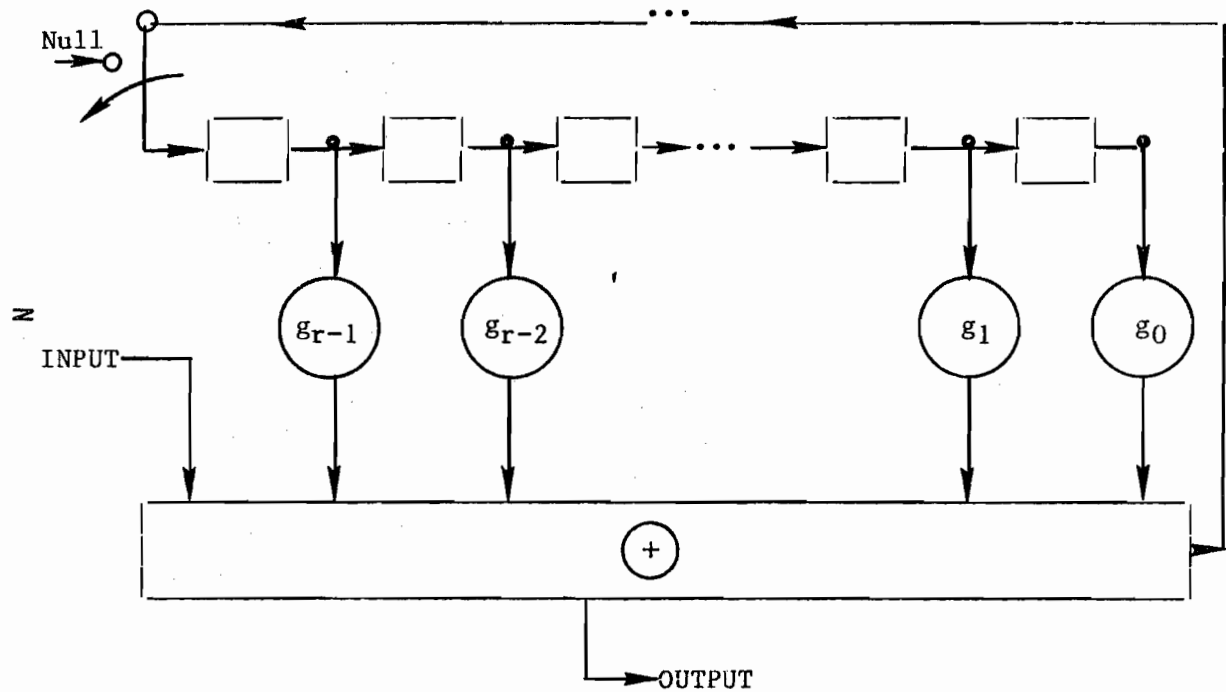 ...
Null
...
g_{r-1} g_{r-2} g_1 g_0
N
INPUT
+
OUTPUT